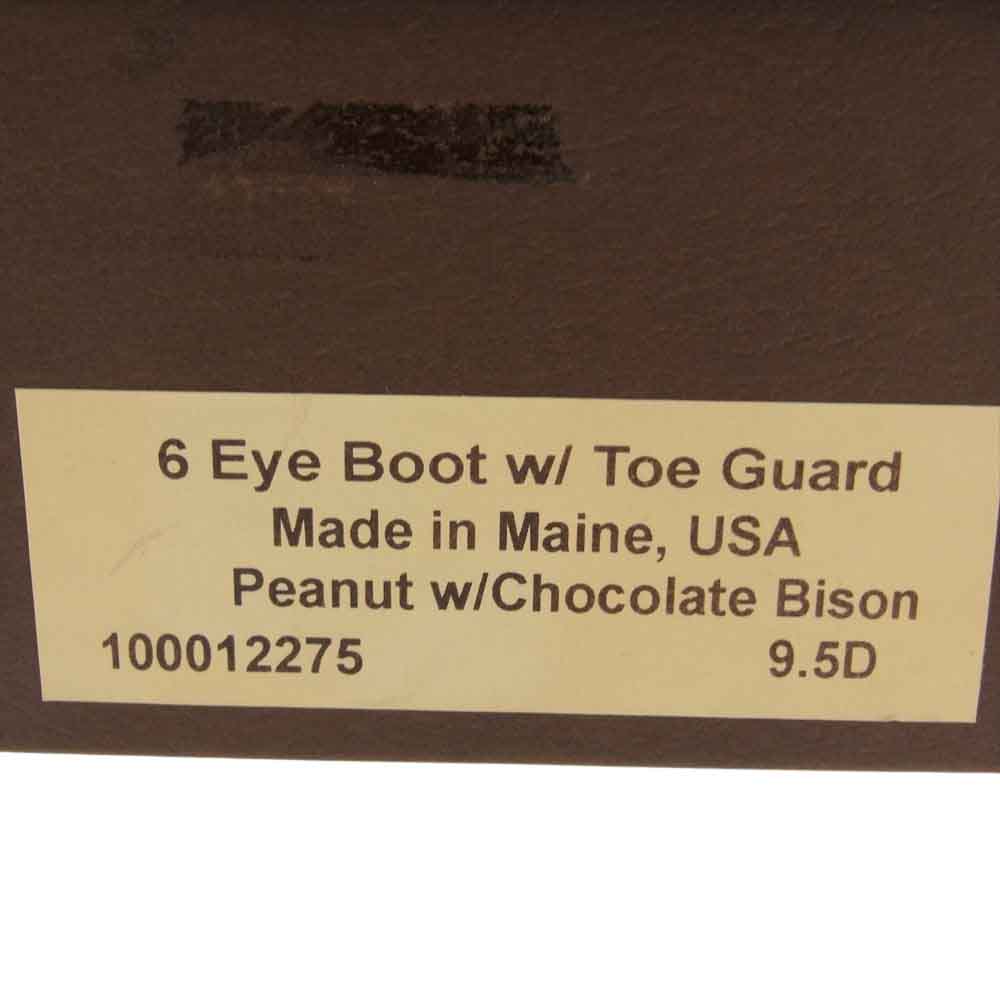 6 Eye Boot w/ Toe Guard
Made in Maine, USA
Peanut w/Chocolate Bison
100012275 9.5D